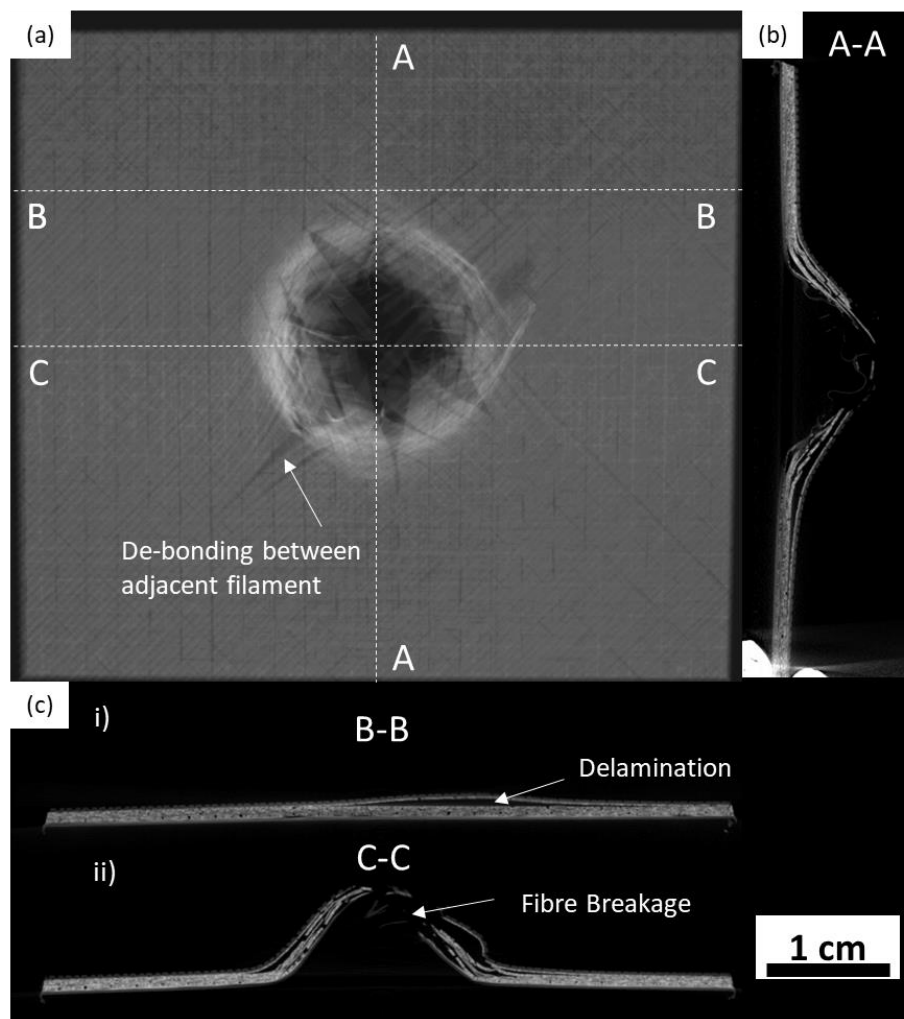 (a)
A
(b)
A-A
B
B
C
C
De-bonding between
adjacent filament
A
(c)
i)
B-B
Delamination
ii)
C-C
Fibre Breakage
1 cm